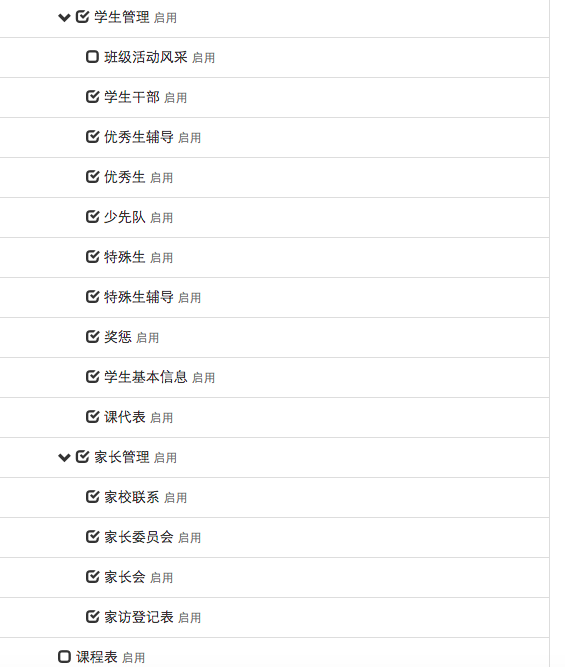 学生管理 启用
班级活动风采 启用
学生干部 启用
优秀生辅导 启用
优秀生 启用
少先队 启用
特殊生 启用
特殊生辅导 启用
奖惩 启用
学生基本信息 启用
课代表 启用
家长管理 启用
家校联系 启用
家长委员会 启用
家长会 启用
家访登记表 启用
课程表 启用